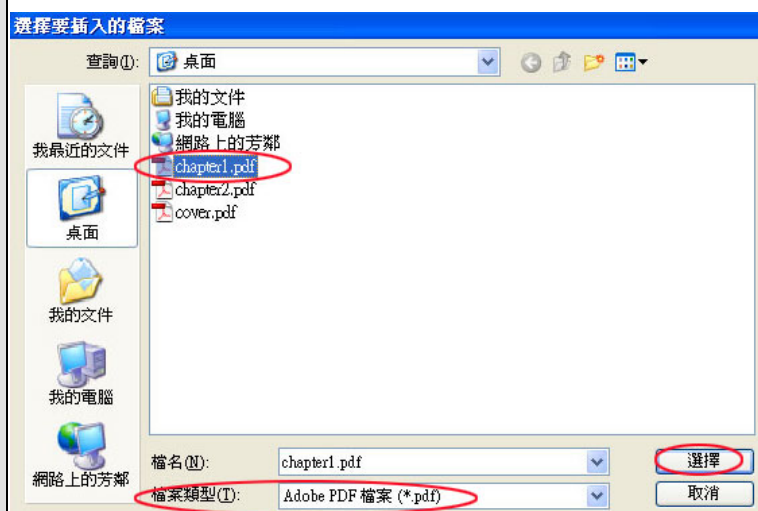 選擇要插入的檔案
查詢(I): 桌面
我的文件
我的電腦
網路上的芳鄰
chapter1.pdf
chapter2.pdf
cover.pdf
我最近的文件
桌面
我的文件
我的電腦
網路上的芳鄰
檔名(N): chapter1.pdf 選擇
檔案類型(T): Adobe PDF 檔案 (*.pdf) 取消